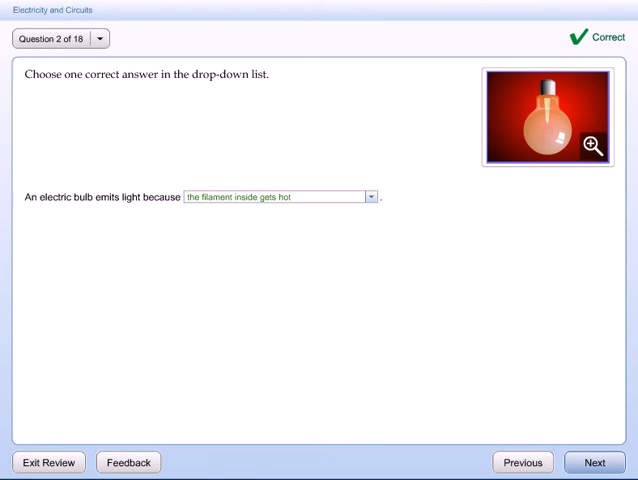 Electricity and Circuits
Question 2 of 18
Correct
Choose one correct answer in the drop-down list.
An electric bulb emits light because the filament inside gets hot.
Exit Review
Feedback
Previous
Next